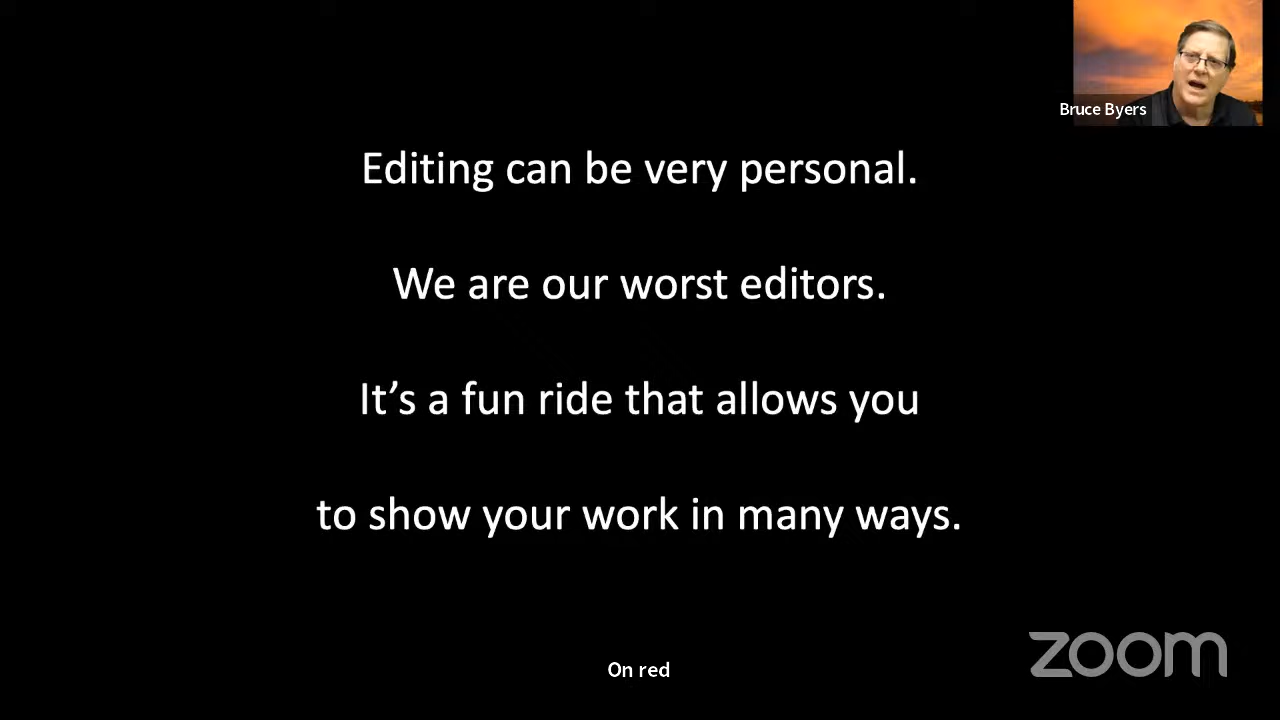 Bruce Byers
Editing can be very personal.
We are our worst editors.
It’s a fun ride that allows you
to show your work in many ways.
On red
zoom